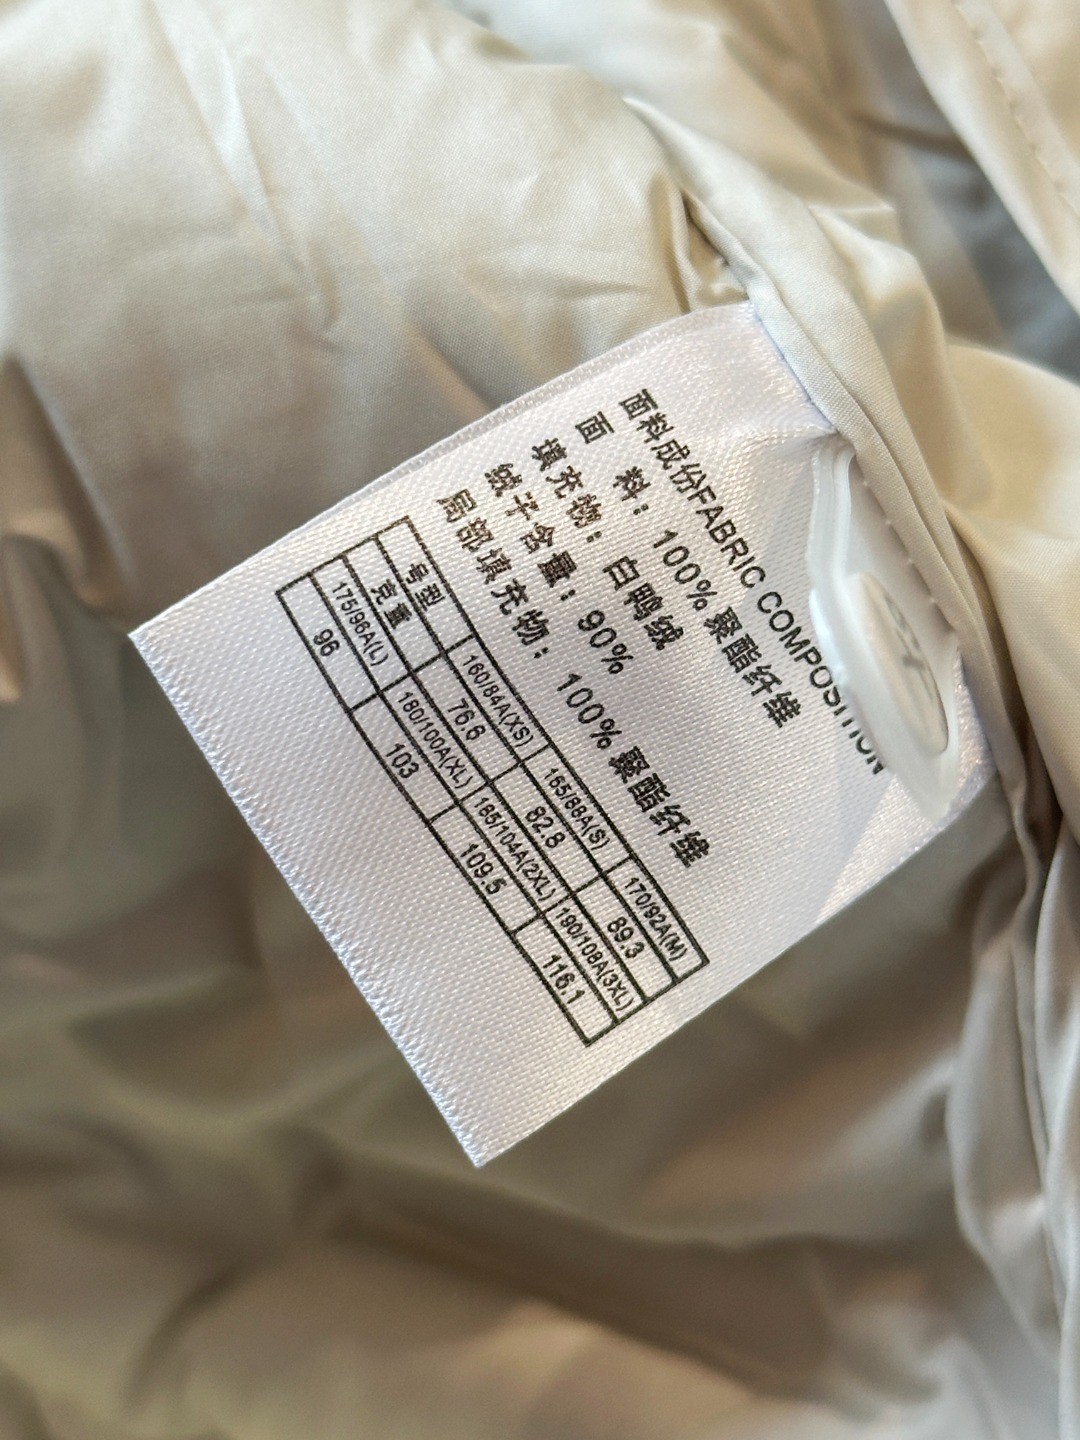 面料成份FABRIC COMPOSITION
面 料：100% 聚酯纤维
填充物：白鸭绒
绒子含量：90%
局部填充物：100% 聚酯纤维
号型 160/84A(XS) 165/88A(S) 170/92A(M)
克重 76.6 82.8 89.3
175/96A(L) 180/100A(XL) 185/104A(2XL) 190/108A(3XL)
96 103 109.5 116.1